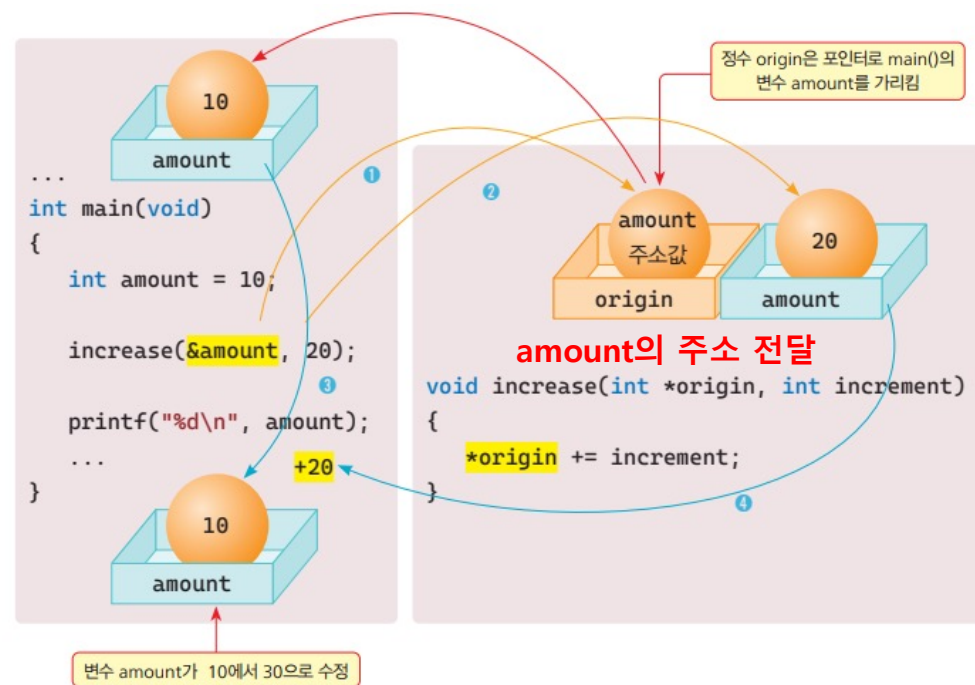 10
amount
...
int main(void)
{
int amount = 10;
increase(&amount, 20);
printf("%d\n", amount);
...
+20
}
10
amount
변수 amount가 10에서 30으로 수정
❶
❷
❸
❹
정수 origin은 포인터로 main()의
변수 amount를 가리킴
amount
주소값
origin
20
amount
amount의 주소 전달
void increase(int *origin, int increment)
{
*origin += increment;
}